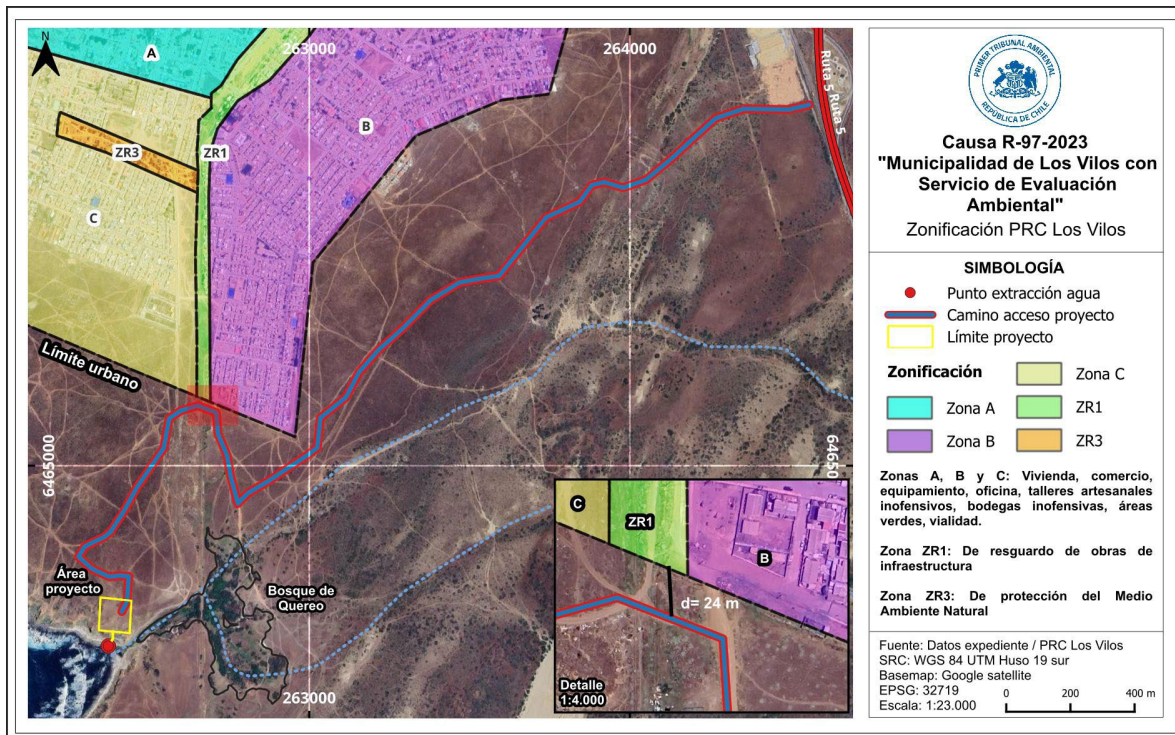 N
A
263000
264000
Ruta 5 Ruta 5
B
ZR3
ZR1
C
Límite urbano
6465000
64650
Área
proyecto
Bosque de
Quereo
263000
C
ZR1
B
d= 24 m
Detalle
1:4.000
PRIMER TRIBUNAL AMBIENTAL
REPÚBLICA DE CHILE
Causa R-97-2023
"Municipalidad de Los Vilos con
Servicio de Evaluación
Ambiental"
Zonificación PRC Los Vilos
SIMBOLOGÍA
Punto extracción agua
Camino acceso proyecto
Límite proyecto
Zonificación
Zona A
Zona B
Zona C
ZR1
ZR3
Zonas A, B y C: Vivienda, comercio,
equipamiento, oficina, talleres artesanales
inofensivos, bodegas inofensivas, áreas
verdes, vialidad.
Zona ZR1: De resguardo de obras de
infraestructura
Zona ZR3: De protección del Medio
Ambiente Natural
Fuente: Datos expediente / PRC Los Vilos
SRC: WGS 84 UTM Huso 19 sur
Basemap: Google satellite
EPSG: 32719
Escala: 1:23.000
0 200 400 m